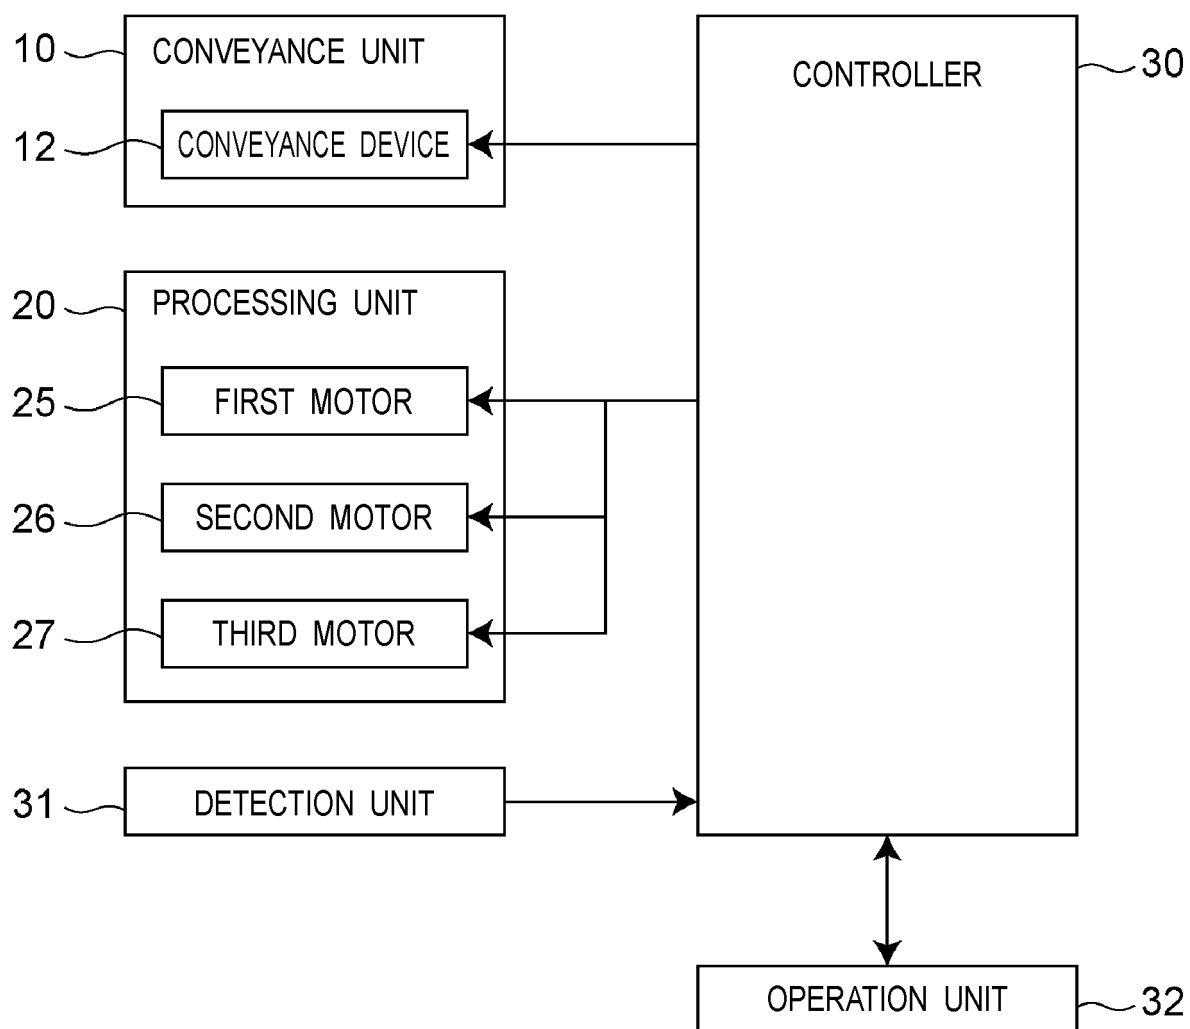 10
CONVEYANCE UNIT
CONTROLLER
30
12
CONVEYANCE DEVICE
20
PROCESSING UNIT
25
FIRST MOTOR
26
SECOND MOTOR
27
THIRD MOTOR
31
DETECTION UNIT
OPERATION UNIT
32